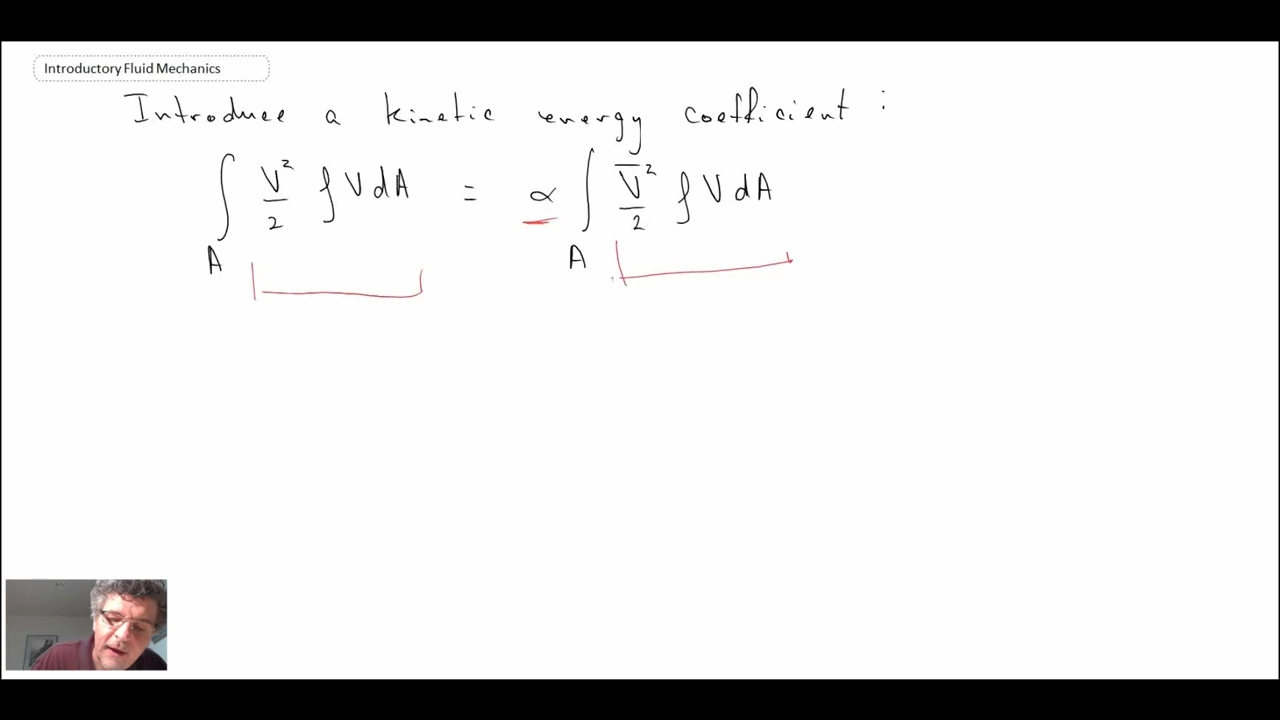 Introductory Fluid Mechanics
Introduce a kinetic energy coefficient :
∫_A V²/2 ρ V dA = α ∫_A V̅²/2 ρ V dA